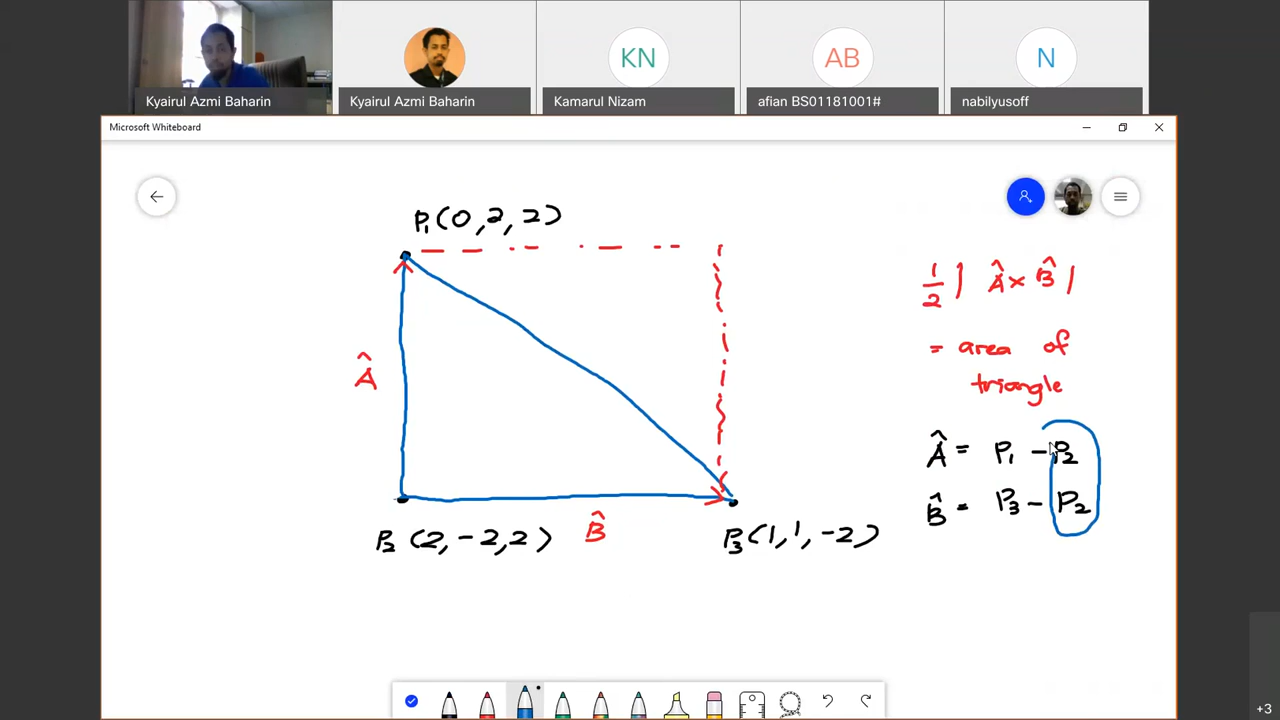 KN
AB
N
Kyairul Azmi Baharin
Kyairul Azmi Baharin
Kamarul Nizam
afian BS01181001#
nabilyusoff
Microsoft Whiteboard
P₁(0,2,2)
½|Â×B̂|
= area of
triangle
Â
Â = P₁ - P₂
B̂ = P₃ - P₂
P₂ (2,-2,2)
B̂
P₃(1,1,-2)
+3